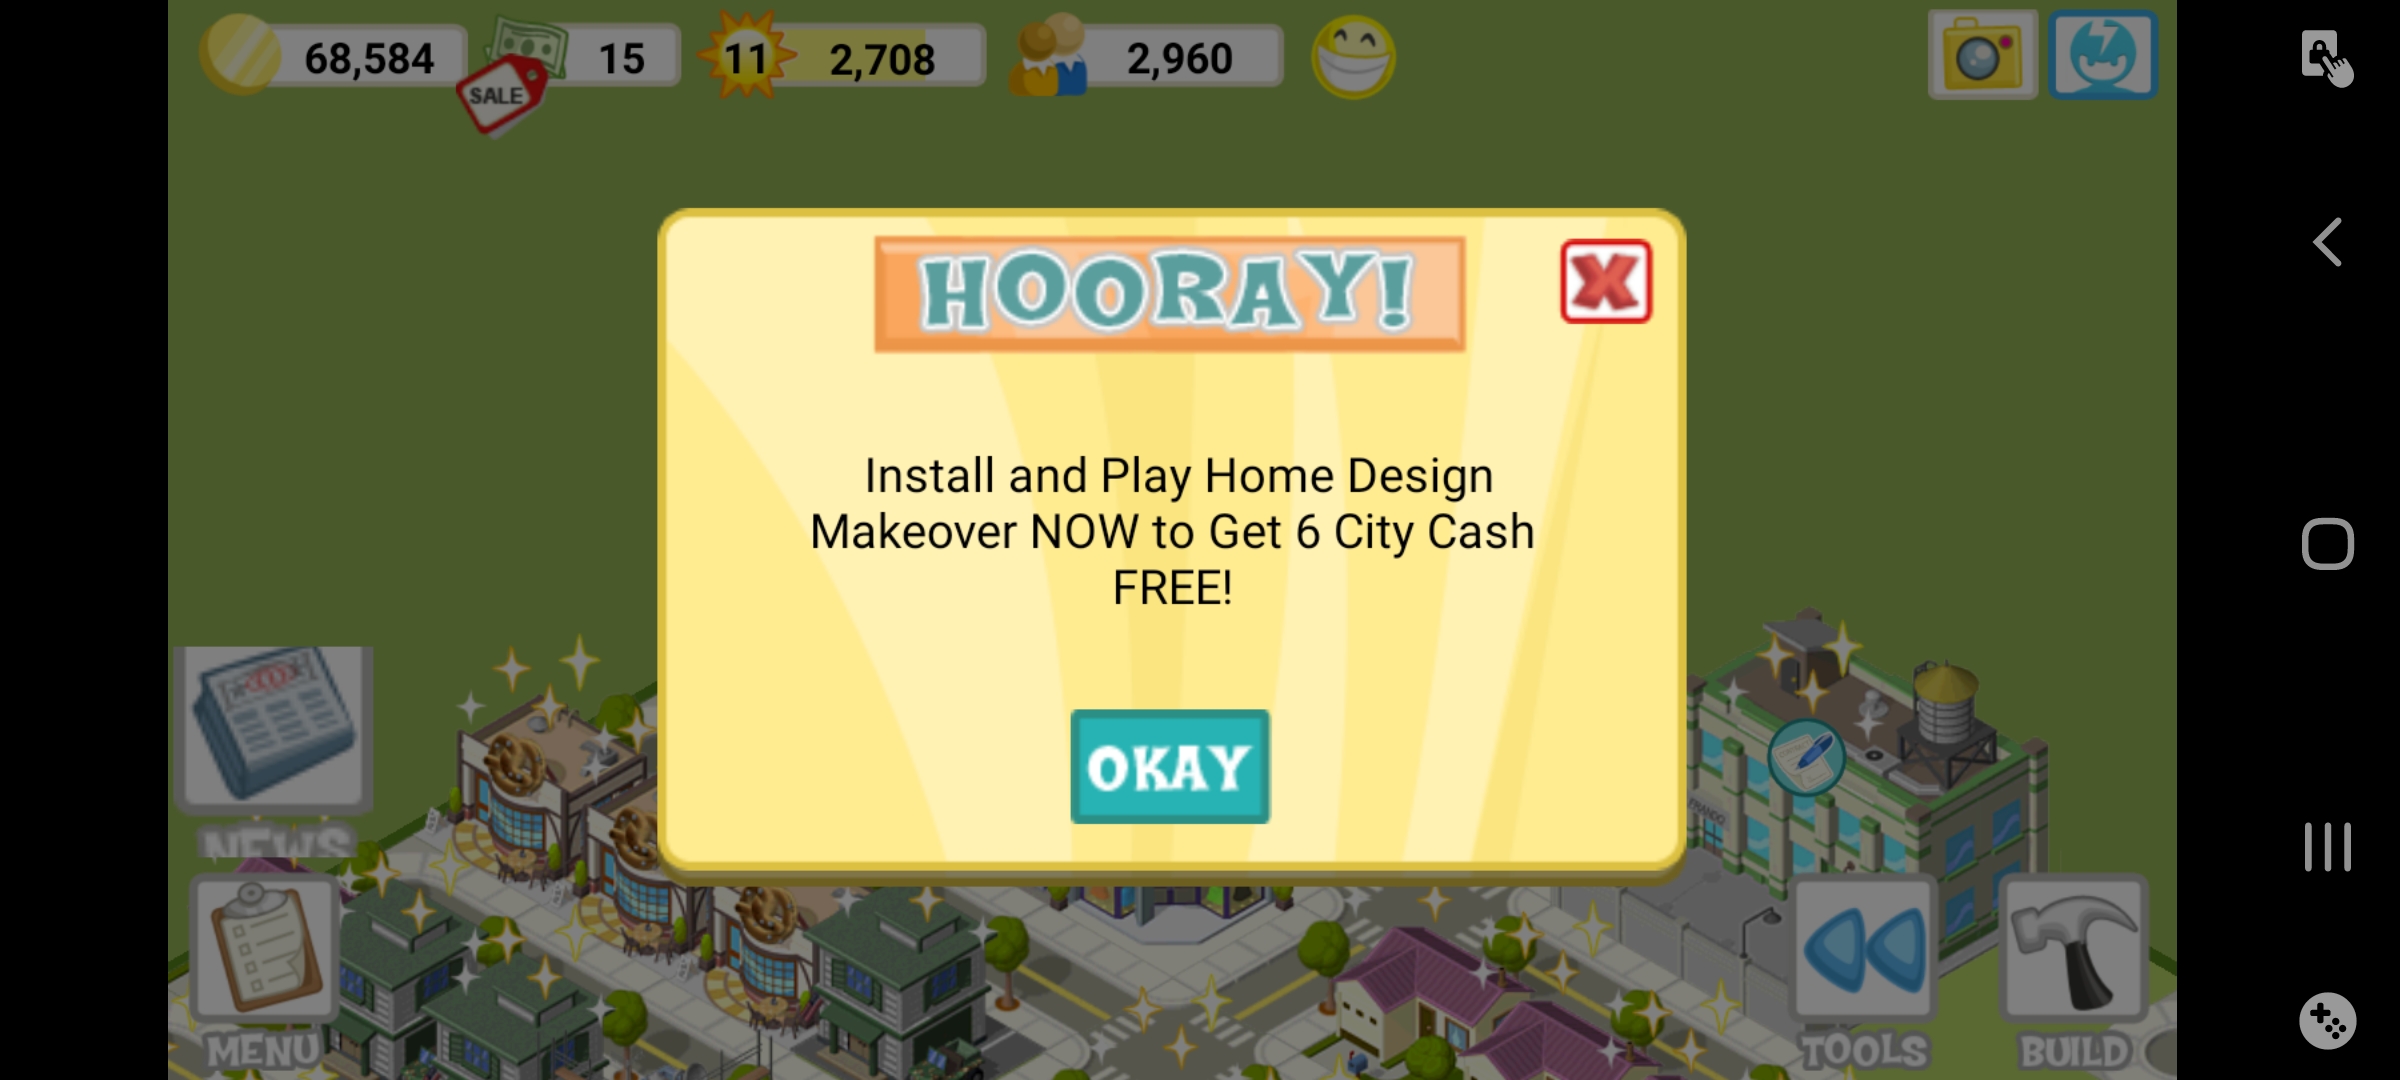 68,584
15
11
2,708
2,960
SALE
HOORAY!
Install and Play Home Design
Makeover NOW to Get 6 City Cash
FREE!
OKAY
NEWS
MENU
TOOLS
BUILD